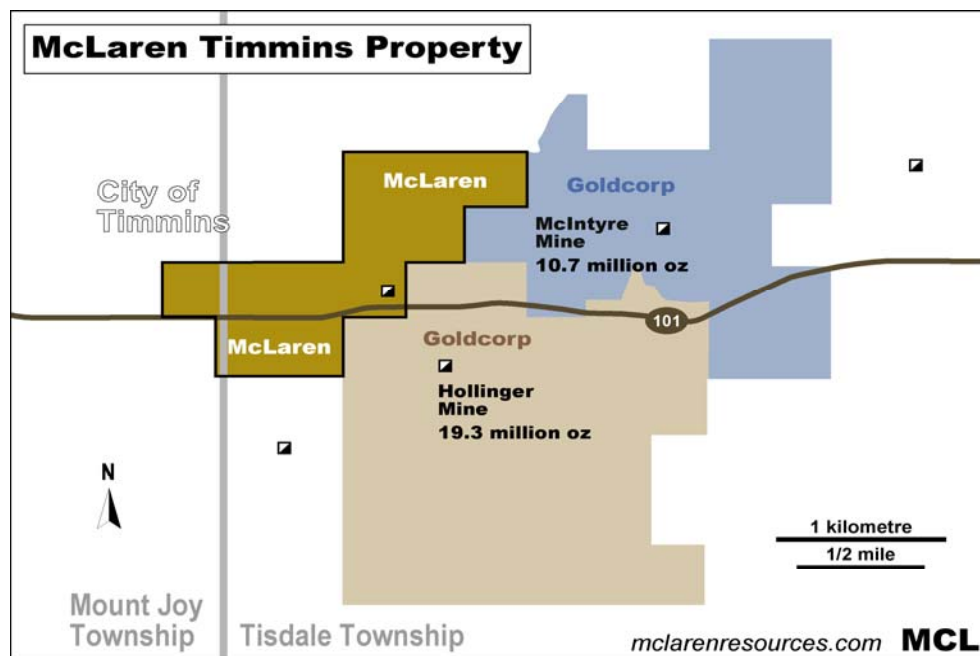 McLaren Timmins Property
City of
Timmins
McLaren
Goldcorp
McIntyre
Mine
10.7 million oz
101
McLaren
Goldcorp
Hollinger
Mine
19.3 million oz
N
1 kilometre
1/2 mile
Mount Joy
Township
Tisdale Township
mclarenresources.com MCL